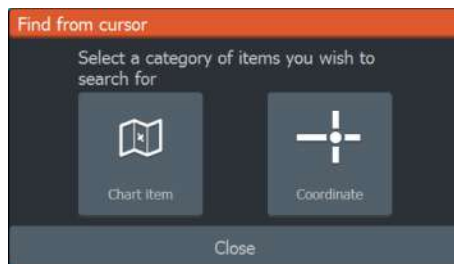 Find from cursor
Select a category of items you wish to
search for
Chart item
Coordinate
Close